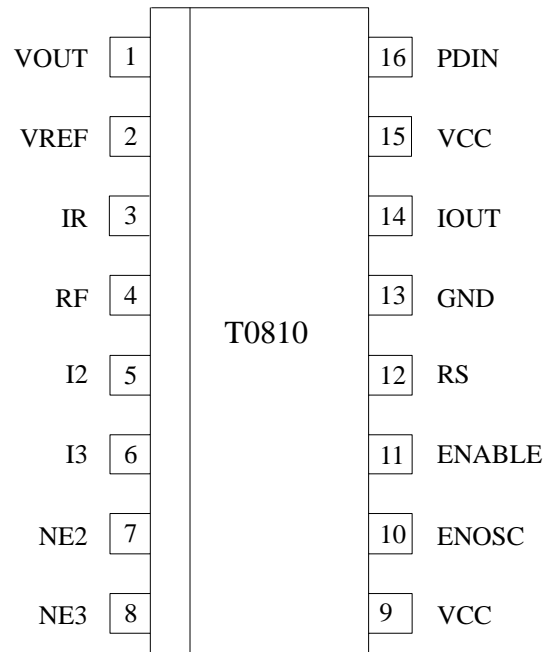 VOUT 1 16 PDIN
VREF 2 15 VCC
IR 3 14 IOUT
RF 4 13 GND
T0810
I2 5 12 RS
I3 6 11 ENABLE
NE2 7 10 ENOSC
NE3 8 9 VCC